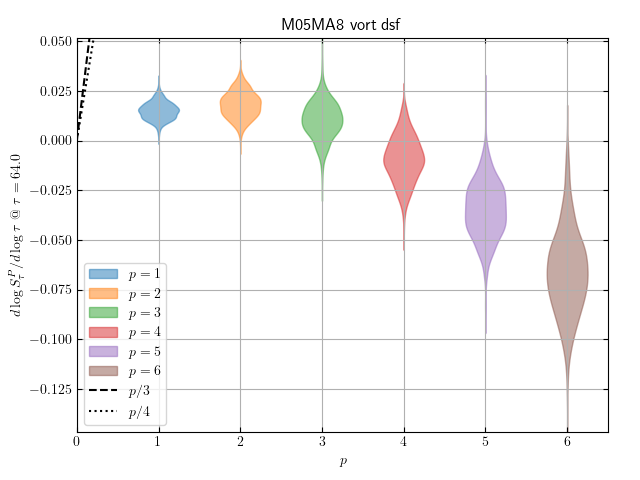 M05MA8 vort dsf
d log S_τ^P / d log τ @ τ = 64.0
0.050
0.025
0.000
−0.025
−0.050
−0.075
−0.100
−0.125
p = 1
p = 2
p = 3
p = 4
p = 5
p = 6
p/3
p/4
0 1 2 3 4 5 6
p